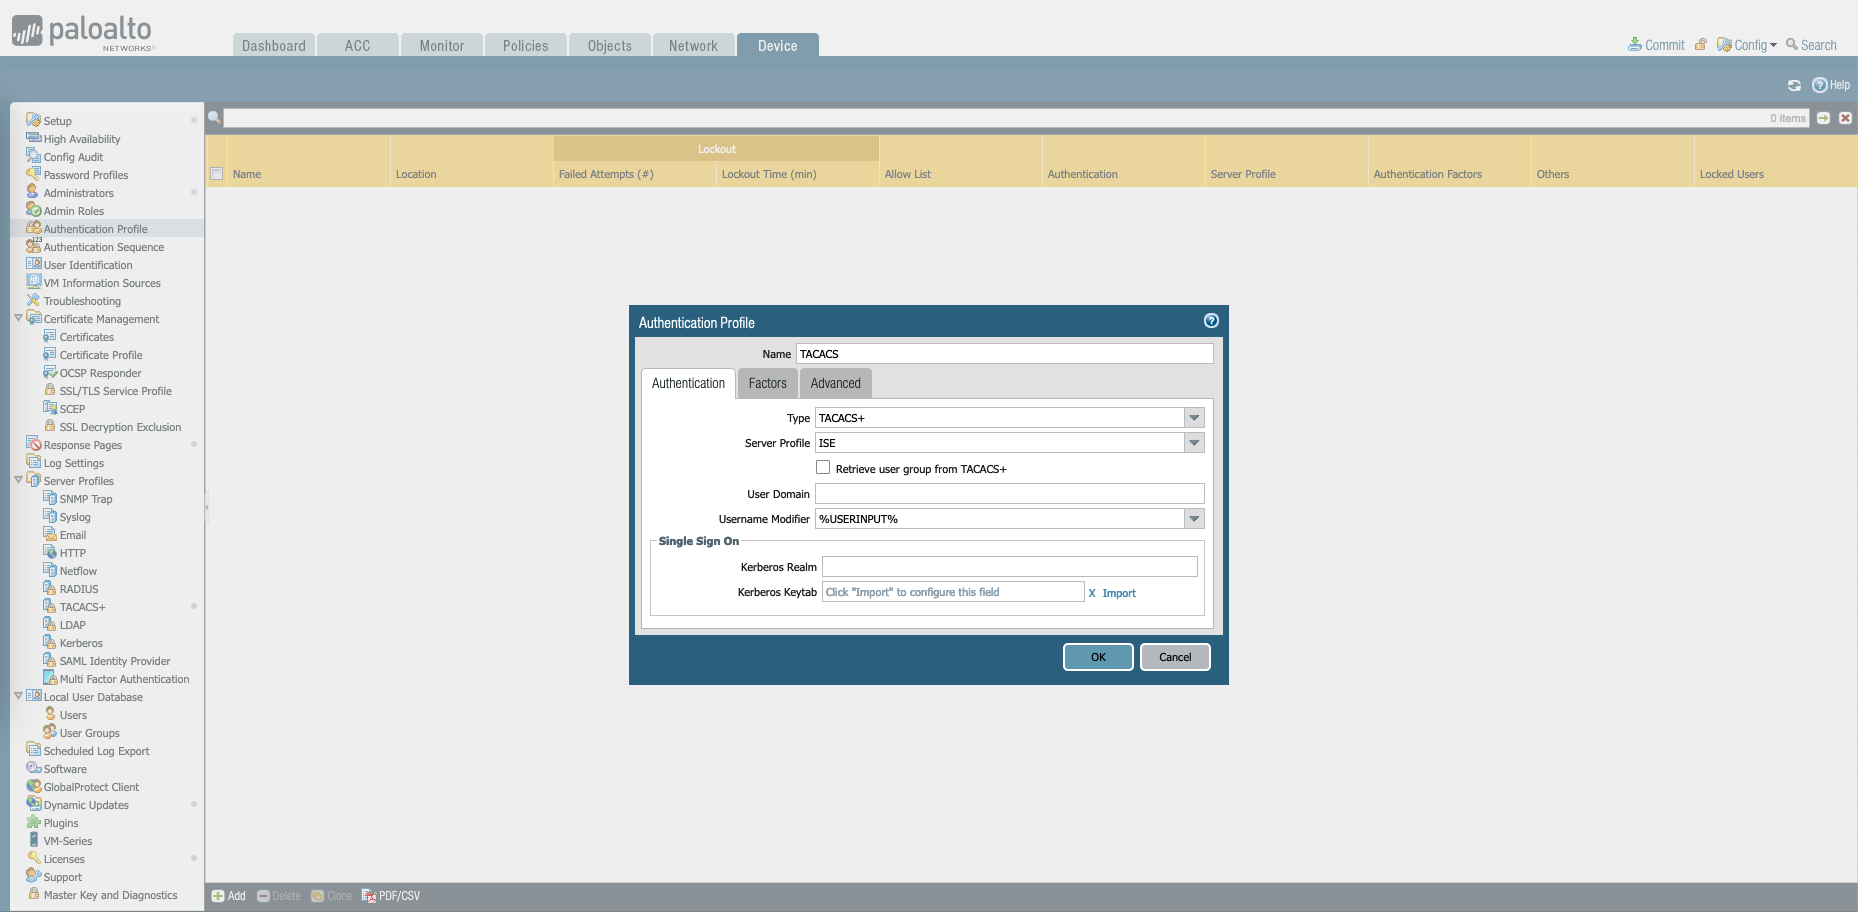 paloalto
NETWORKS®
Dashboard
ACC
Monitor
Policies
Objects
Network
Device
Commit
Config
Search
Help
Setup
High Availability
Config Audit
Password Profiles
Administrators
Admin Roles
Authentication Profile
123
Authentication Sequence
User Identification
VM Information Sources
Troubleshooting
Certificate Management
Certificates
Certificate Profile
OCSP Responder
SSL/TLS Service Profile
SCEP
SSL Decryption Exclusion
Response Pages
Log Settings
Server Profiles
SNMP Trap
Syslog
Email
HTTP
Netflow
RADIUS
TACACS+
LDAP
Kerberos
SAML Identity Provider
Multi Factor Authentication
Local User Database
Users
User Groups
Scheduled Log Export
Software
GlobalProtect Client
Dynamic Updates
Plugins
VM-Series
Licenses
Support
Master Key and Diagnostics
0 items
Lockout
Name
Location
Failed Attempts (#)
Lockout Time (min)
Allow List
Authentication
Server Profile
Authentication Factors
Others
Locked Users
Authentication Profile
Name TACACS
Authentication
Factors
Advanced
Type TACACS+
Server Profile ISE
Retrieve user group from TACACS+
User Domain
Username Modifier %USERINPUT%
Single Sign On
Kerberos Realm
Kerberos Keytab Click "Import" to configure this field X Import
OK
Cancel
Add
Delete
Clone
PDF/CSV